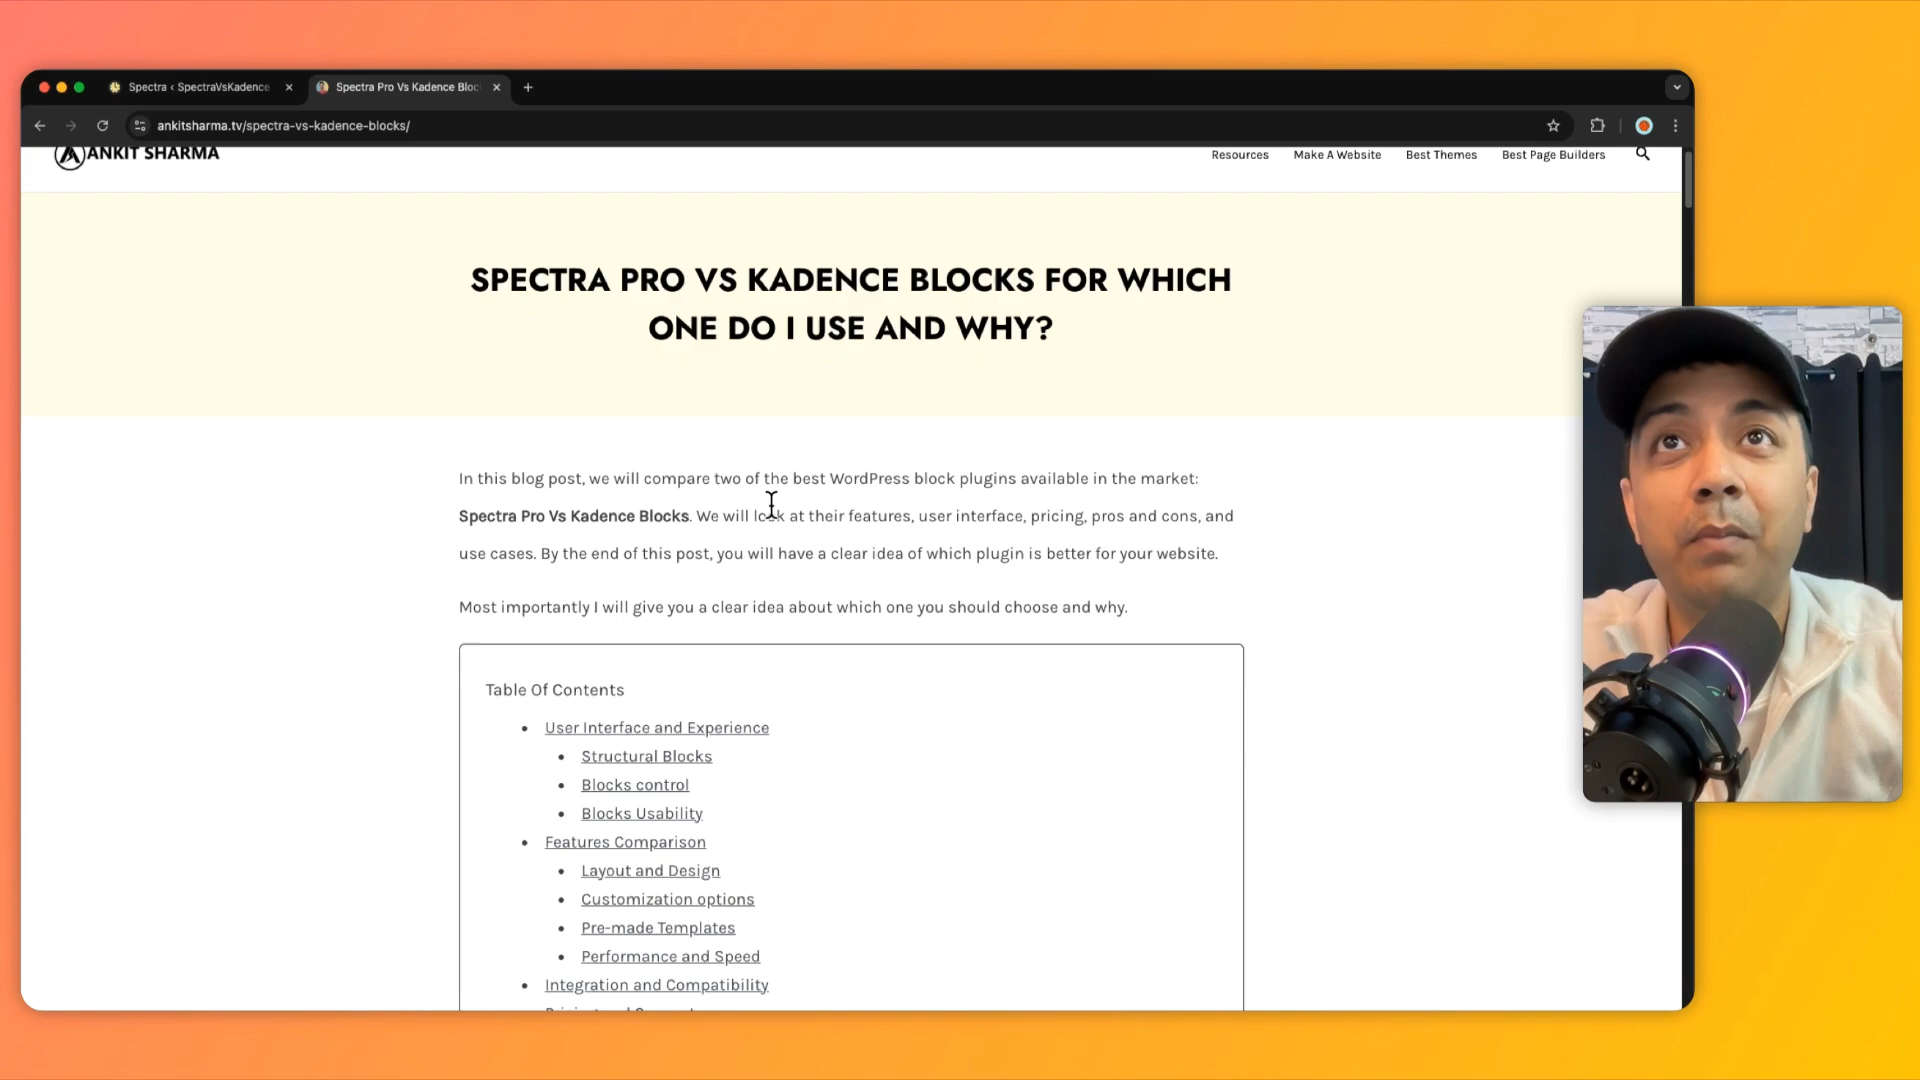 Spectra ‹ SpectraVsKadence
Spectra Pro Vs Kadence Bloc
ankitsharma.tv/spectra-vs-kadence-blocks/
ANKIT SHARMA
Resources
Make A Website
Best Themes
Best Page Builders
SPECTRA PRO VS KADENCE BLOCKS FOR WHICH
ONE DO I USE AND WHY?
In this blog post, we will compare two of the best WordPress block plugins available in the market:
Spectra Pro Vs Kadence Blocks. We will look at their features, user interface, pricing, pros and cons, and
use cases. By the end of this post, you will have a clear idea of which plugin is better for your website.
Most importantly I will give you a clear idea about which one you should choose and why.
Table Of Contents
User Interface and Experience
Structural Blocks
Blocks control
Blocks Usability
Features Comparison
Layout and Design
Customization options
Pre-made Templates
Performance and Speed
Integration and Compatibility